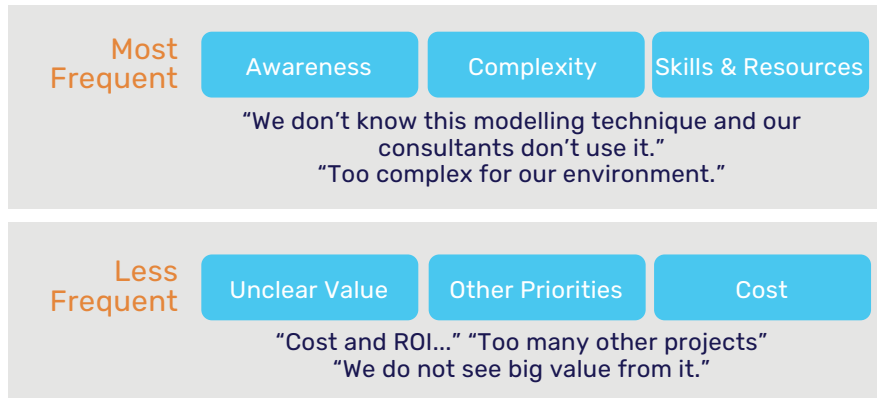 Most
Frequent
Awareness
Complexity
Skills & Resources
“We don’t know this modelling technique and our
consultants don’t use it.”
“Too complex for our environment.”
Less
Frequent
Unclear Value
Other Priorities
Cost
“Cost and ROI...” “Too many other projects”
“We do not see big value from it.”